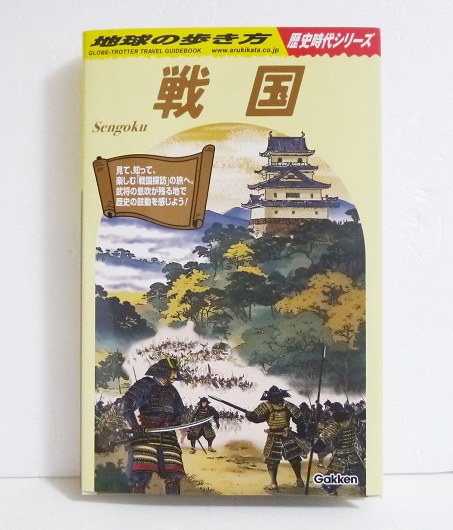 地球の歩き方
歴史時代シリーズ
GLOBE-TROTTER TRAVEL GUIDEBOOK
www.arukikata.co.jp
戦国
Sengoku
見て、知って、
楽しむ「戦国探訪」の旅へ。
武将の息吹が残る地で
歴史の鼓動を感じよう!
Gakken